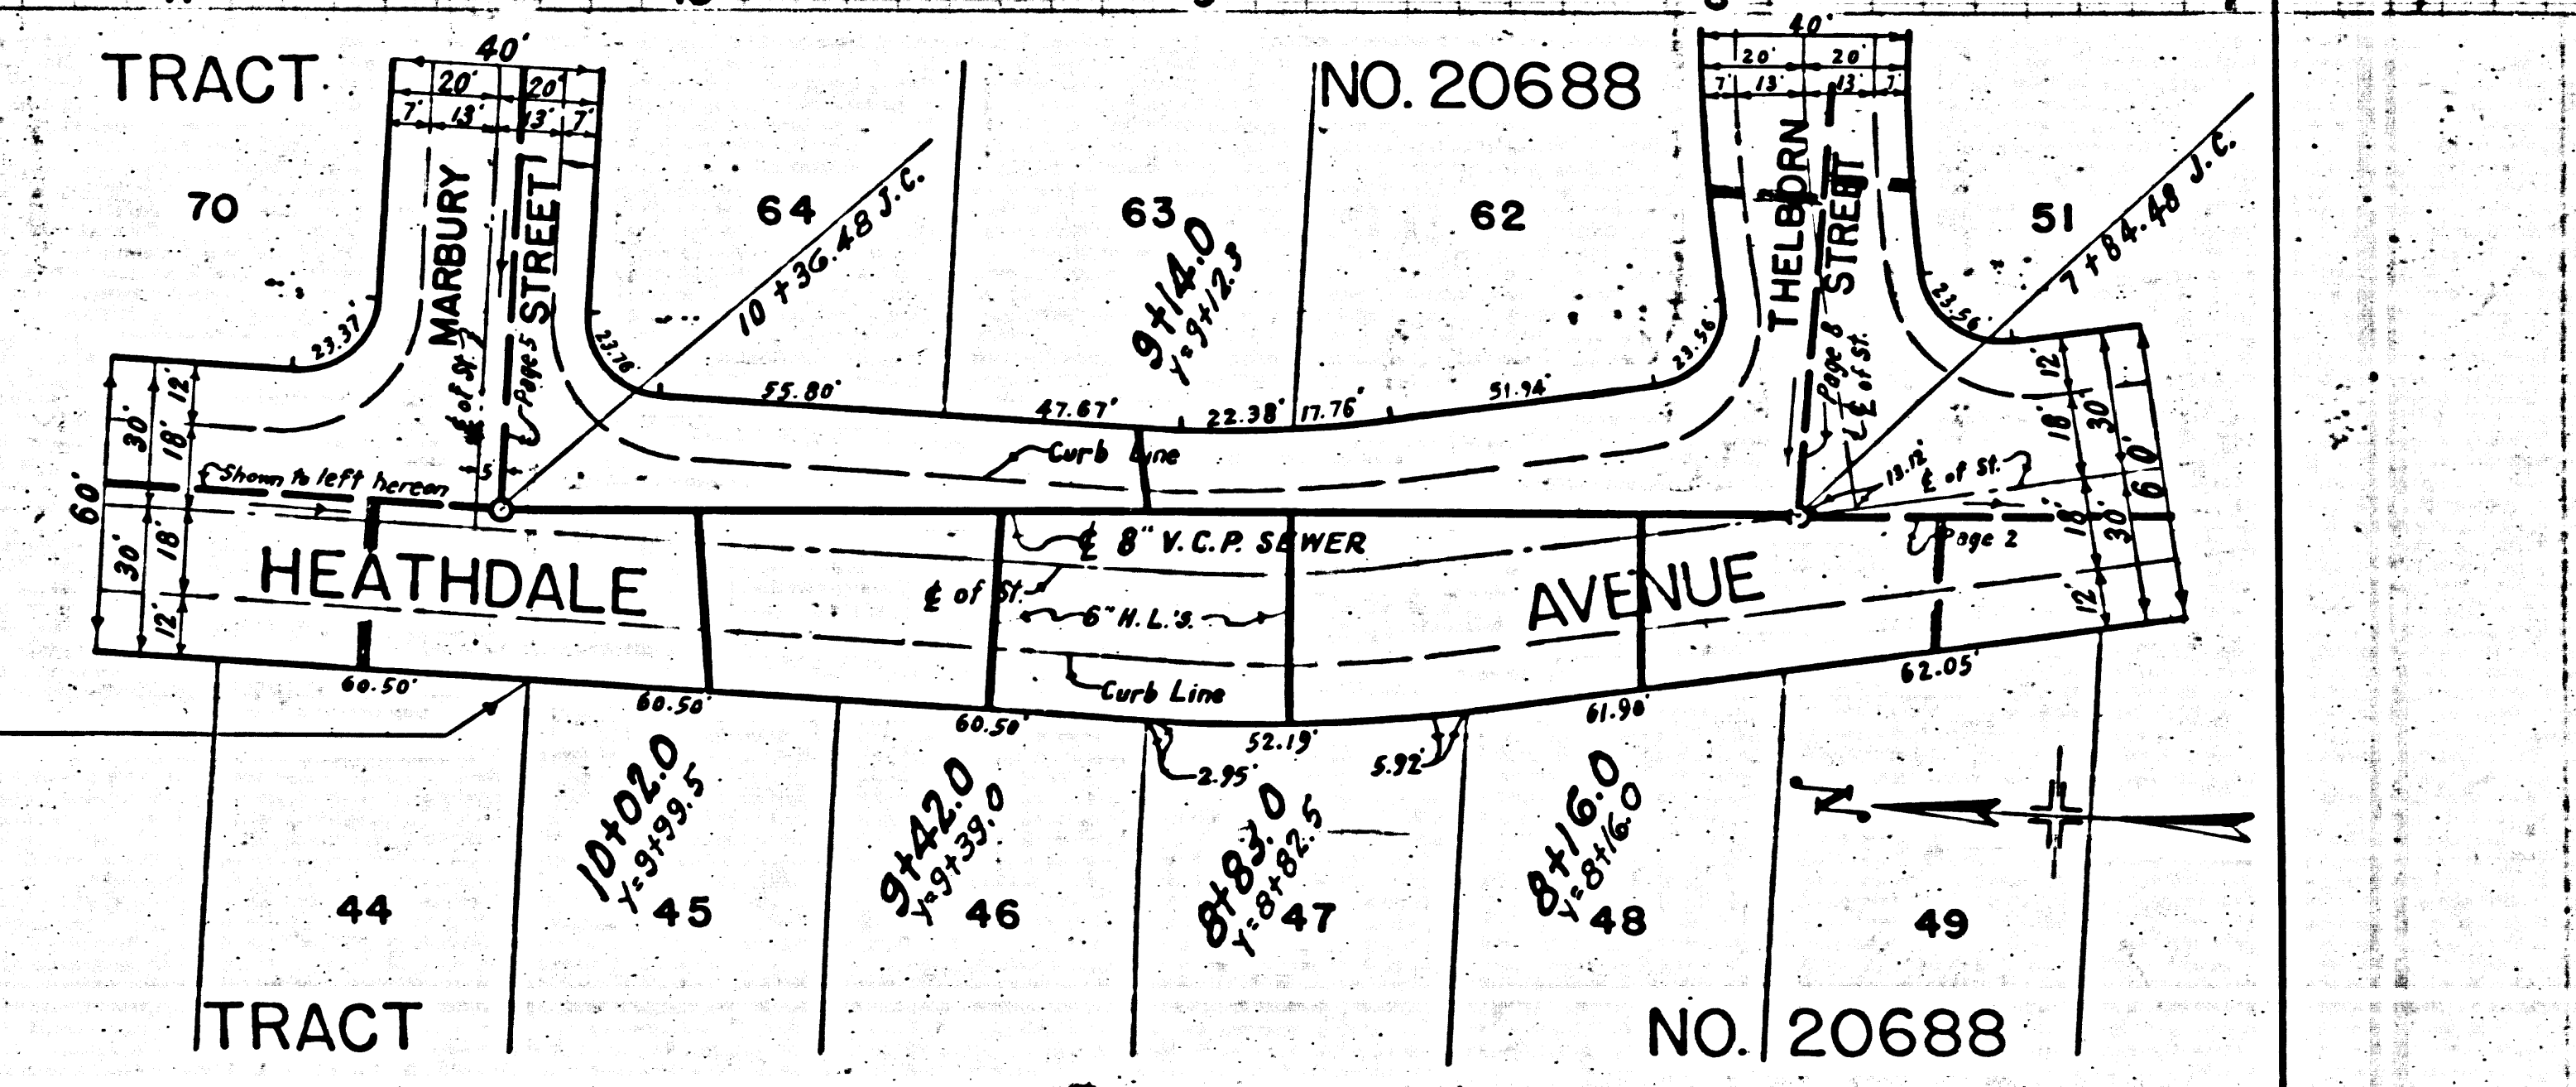 TRACT
NO. 20688
40'
20' 20'
7' 13' 13' 7'
40'
20' 20'
7' 13' 13' 7'
70
MARBURY
STREET
℄ of St.
Page 5
64
10 + 36.48 J.C.
63
9+14.0
Y=9+12.3
62
THELBORN
STREET
Page 8
℄ of St.
51
7 + 84.48 J.C.
23.37'
23.76
55.80'
47.67'
22.38'
17.76'
51.94'
23.56'
23.56'
Curb Line
60'
30'
30'
12'
18'
18'
12'
℄ Shown to left hereon
5
13.12'
℄ of St.
12'
18'
30'
60'
18'
30'
12'
Page 2
HEATHDALE
AVENUE
℄ 8" V.C.P. SEWER
℄ of St.
6" H.L.'s.
Curb Line
60.50'
60.50'
60.50'
2.95'
52.19'
5.92'
61.90'
62.05'
10+02.0
Y=9+99.5
9+42.0
Y=9+39.0
8+83.0
Y=8+82.5
8+16.0
Y=8+16.0
N
44
45
46
47
48
49
TRACT
NO. 20688